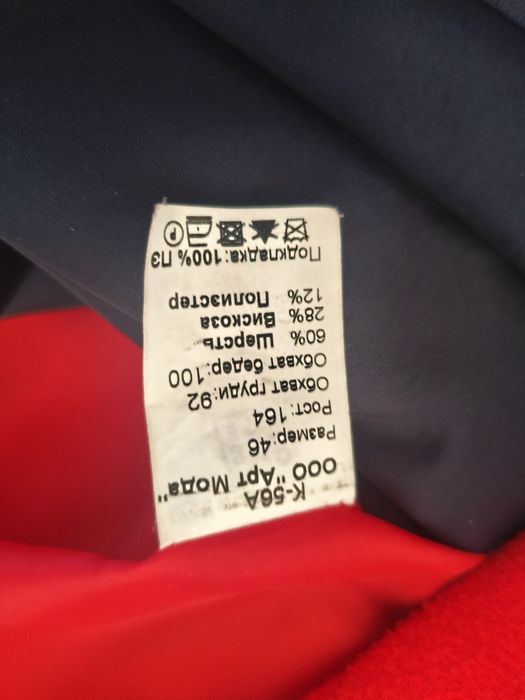 К-56А
ООО "Арт Мода"
Размер:46
Рост:164
Обхват груди:92
Обхват бедер:100
60% Шерсть
28% Вискоза
12% Полиэстер
Подкладка:100% ПЭ
P